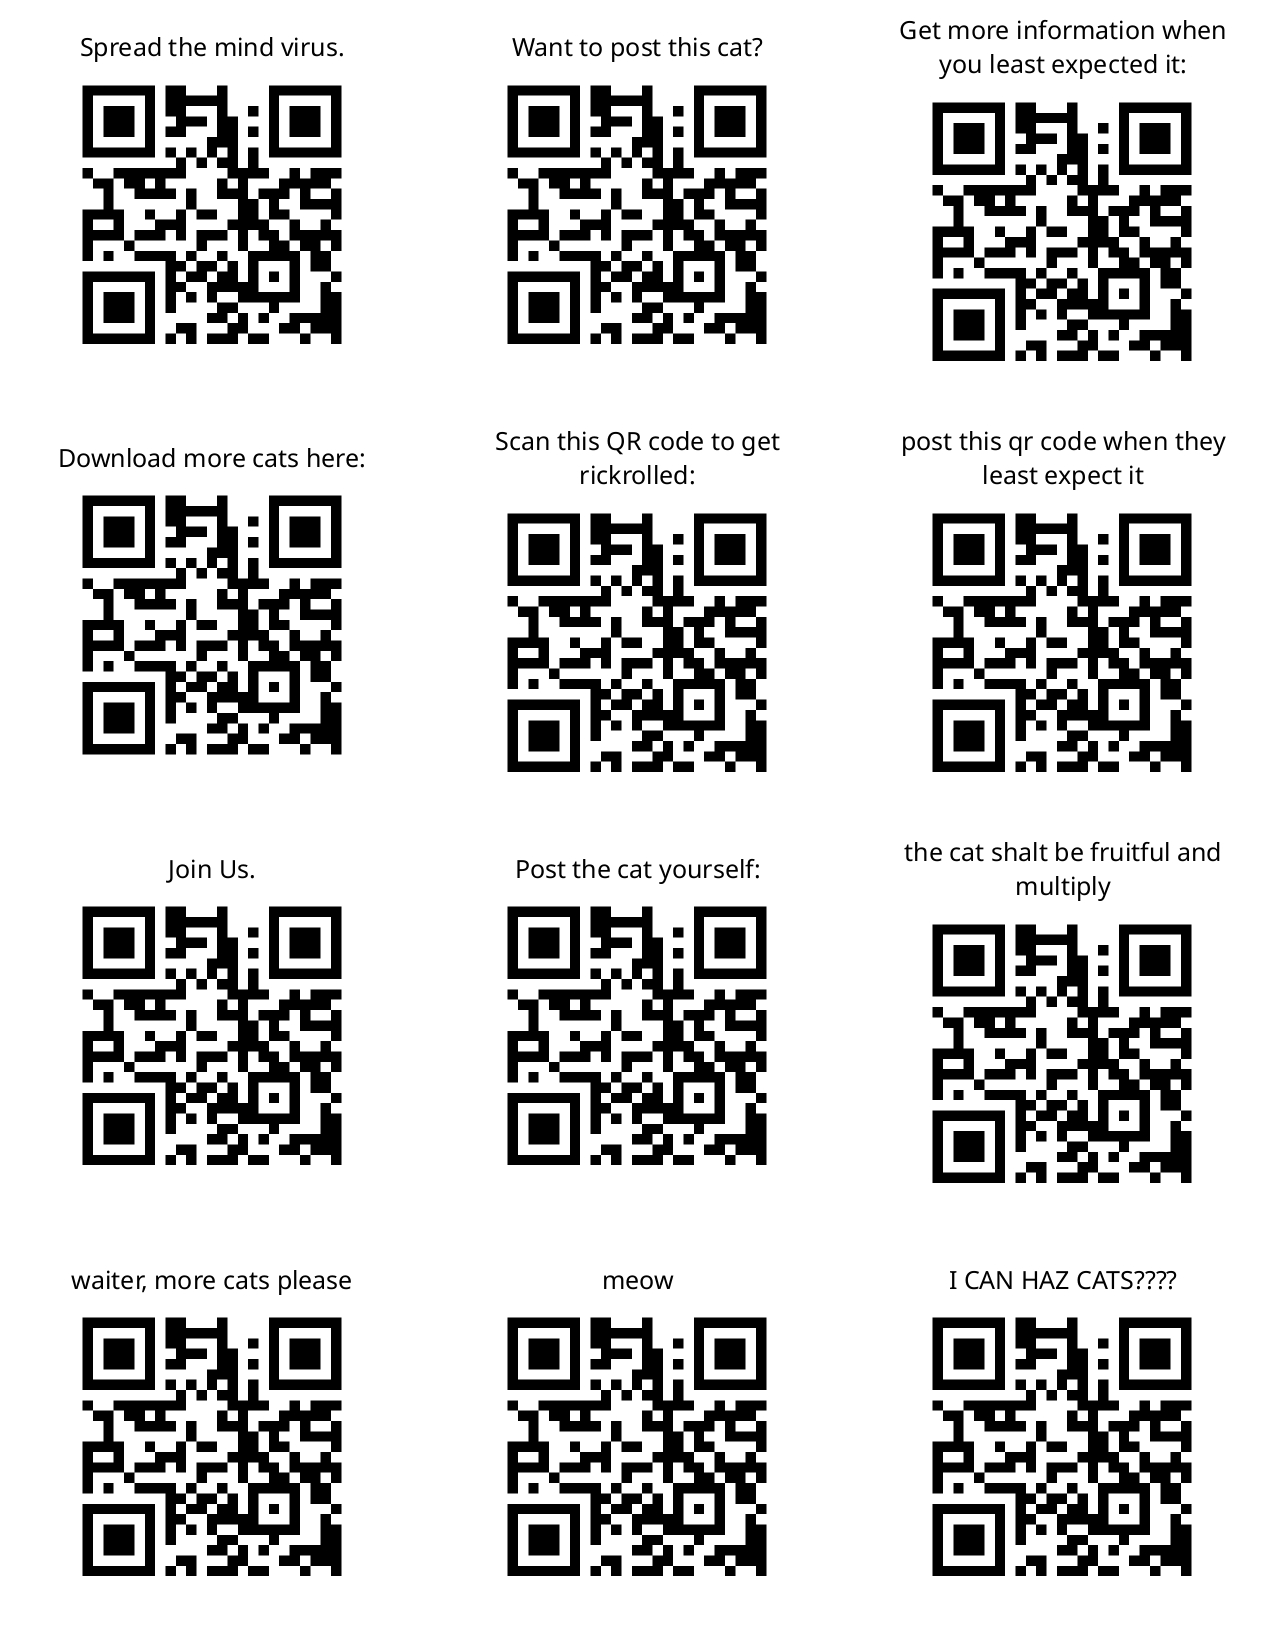 Spread the mind virus.
Want to post this cat?
Get more information when
you least expected it:
Download more cats here:
Scan this QR code to get
rickrolled:
post this qr code when they
least expect it
Join Us.
Post the cat yourself:
the cat shalt be fruitful and
multiply
waiter, more cats please
meow
I CAN HAZ CATS????